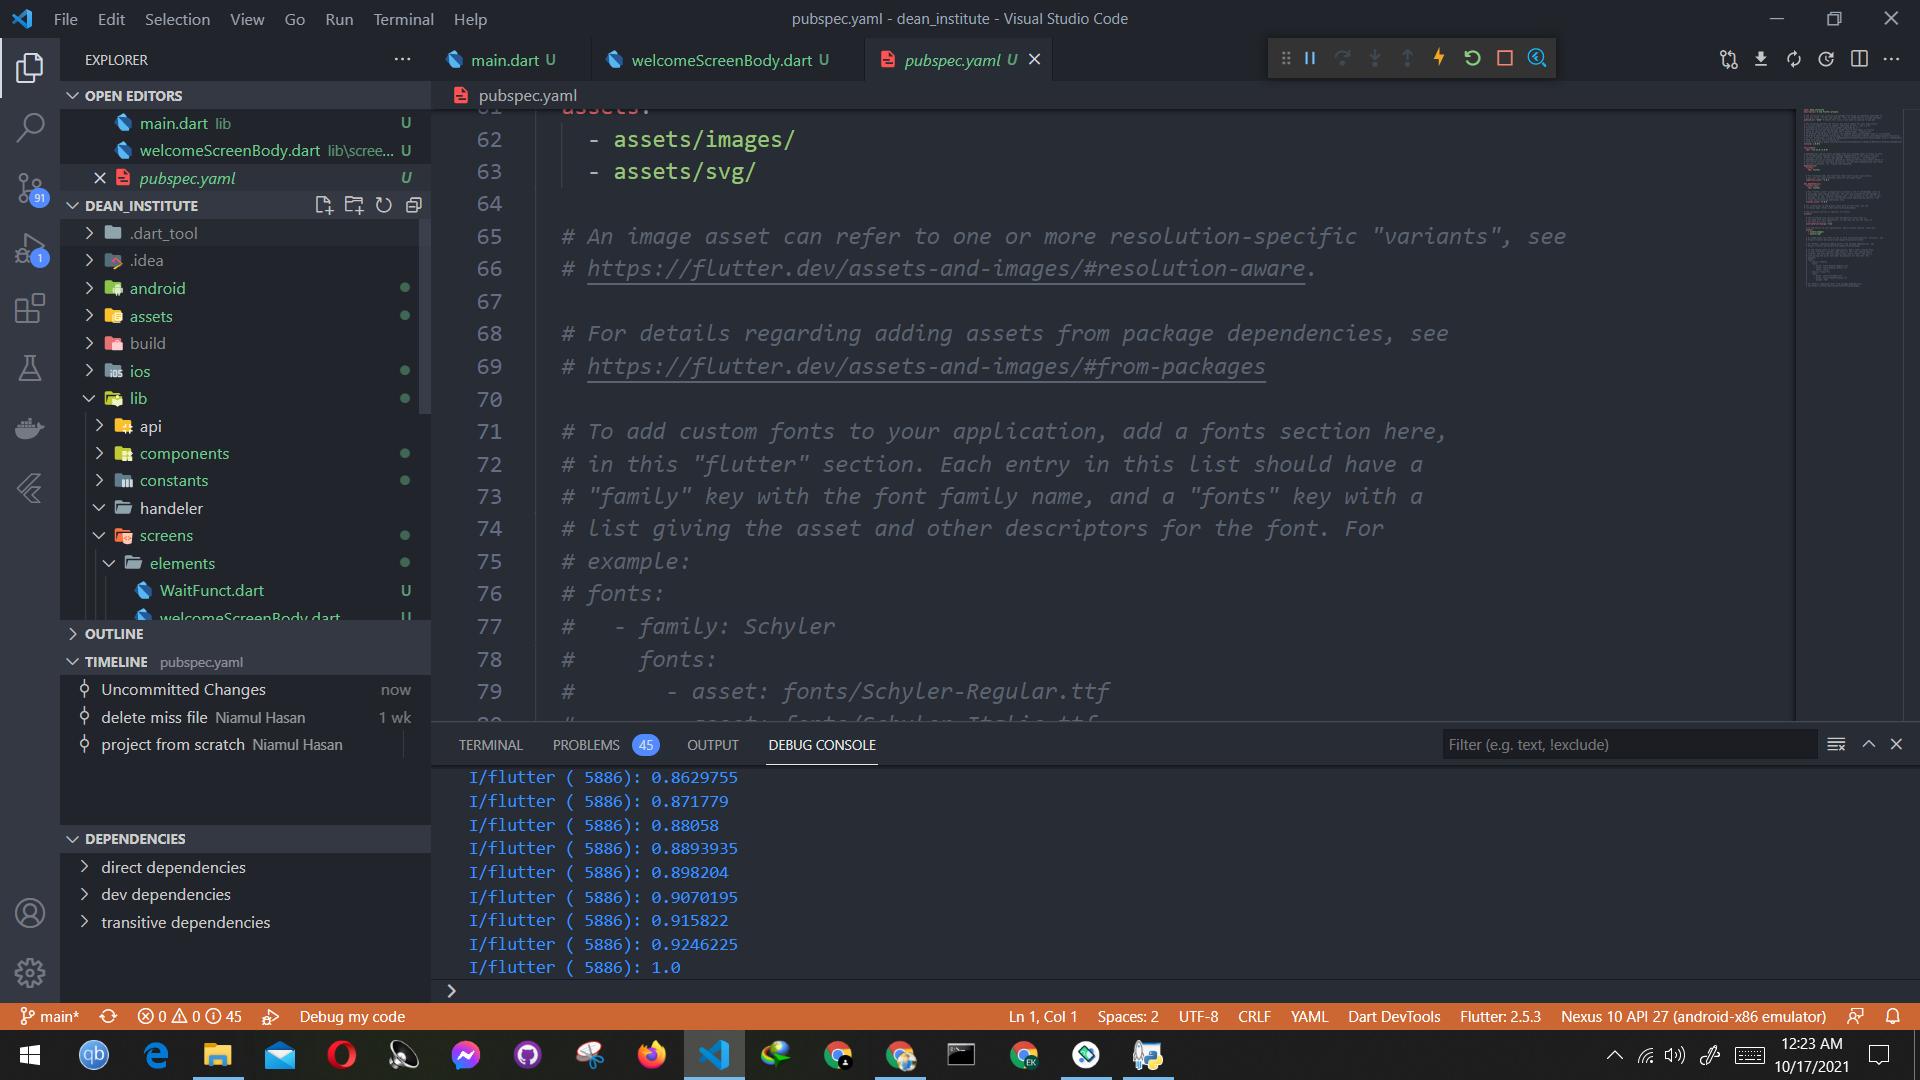 File Edit Selection View Go Run Terminal Help
pubspec.yaml - dean_institute - Visual Studio Code
EXPLORER
main.dart U
welcomeScreenBody.dart U
pubspec.yaml U
OPEN EDITORS
main.dart lib U
welcomeScreenBody.dart lib\scree... U
pubspec.yaml U
DEAN_INSTITUTE
.dart_tool
.idea
android
assets
build
ios
lib
api
components
constants
handeler
screens
elements
WaitFunct.dart U
welcomeScreenBody.dart U
OUTLINE
TIMELINE pubspec.yaml
Uncommitted Changes now
delete miss file Niamul Hasan 1 wk
project from scratch Niamul Hasan
DEPENDENCIES
direct dependencies
dev dependencies
transitive dependencies
91
1
pubspec.yaml
61 assets:
62 - assets/images/
63 - assets/svg/
64
65 # An image asset can refer to one or more resolution-specific "variants", see
66 # https://flutter.dev/assets-and-images/#resolution-aware.
67
68 # For details regarding adding assets from package dependencies, see
69 # https://flutter.dev/assets-and-images/#from-packages
70
71 # To add custom fonts to your application, add a fonts section here,
72 # in this "flutter" section. Each entry in this list should have a
73 # "family" key with the font family name, and a "fonts" key with a
74 # list giving the asset and other descriptors for the font. For
75 # example:
76 # fonts:
77 #   - family: Schyler
78 #     fonts:
79 #       - asset: fonts/Schyler-Regular.ttf
80 #       - asset: fonts/Schyler-Italic.ttf
TERMINAL PROBLEMS 45 OUTPUT DEBUG CONSOLE
Filter (e.g. text, !exclude)
I/flutter ( 5886): 0.8629755
I/flutter ( 5886): 0.871779
I/flutter ( 5886): 0.88058
I/flutter ( 5886): 0.8893935
I/flutter ( 5886): 0.898204
I/flutter ( 5886): 0.9070195
I/flutter ( 5886): 0.915822
I/flutter ( 5886): 0.9246225
I/flutter ( 5886): 1.0
main* 0 0 45 Debug my code
Ln 1, Col 1 Spaces: 2 UTF-8 CRLF YAML Dart DevTools Flutter: 2.5.3 Nexus 10 API 27 (android-x86 emulator)
qb
EK
12:23 AM
10/17/2021